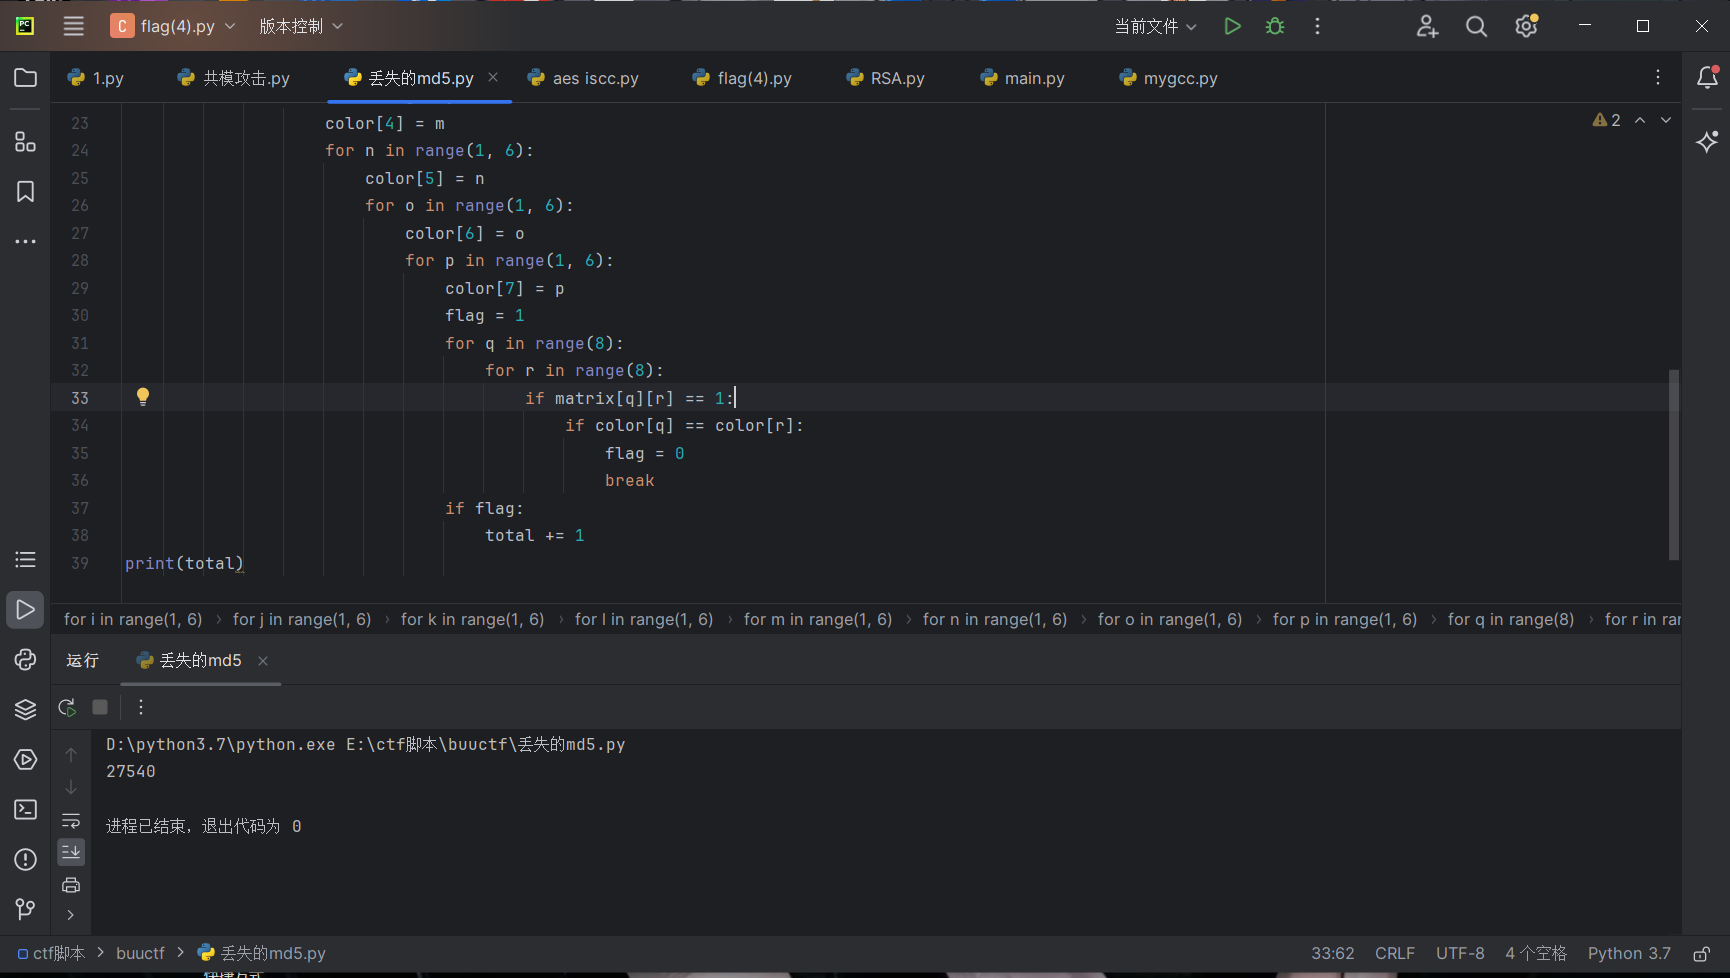 PC
C flag(4).py 版本控制 当前文件
1.py 共模攻击.py 丢失的md5.py aes iscc.py flag(4).py RSA.py main.py mygcc.py
2
23 color[4] = m
24 for n in range(1, 6):
25 color[5] = n
26 for o in range(1, 6):
27 color[6] = o
28 for p in range(1, 6):
29 color[7] = p
30 flag = 1
31 for q in range(8):
32 for r in range(8):
33 if matrix[q][r] == 1:
34 if color[q] == color[r]:
35 flag = 0
36 break
37 if flag:
38 total += 1
39 print(total)
for i in range(1, 6) › for j in range(1, 6) › for k in range(1, 6) › for l in range(1, 6) › for m in range(1, 6) › for n in range(1, 6) › for o in range(1, 6) › for p in range(1, 6) › for q in range(8) › for r in rar
运行 丢失的md5
D:\python3.7\python.exe E:\ctf脚本\buuctf\丢失的md5.py
27540
进程已结束，退出代码为 0
ctf脚本 > buuctf > 丢失的md5.py 33:62 CRLF UTF-8 4 个空格 Python 3.7